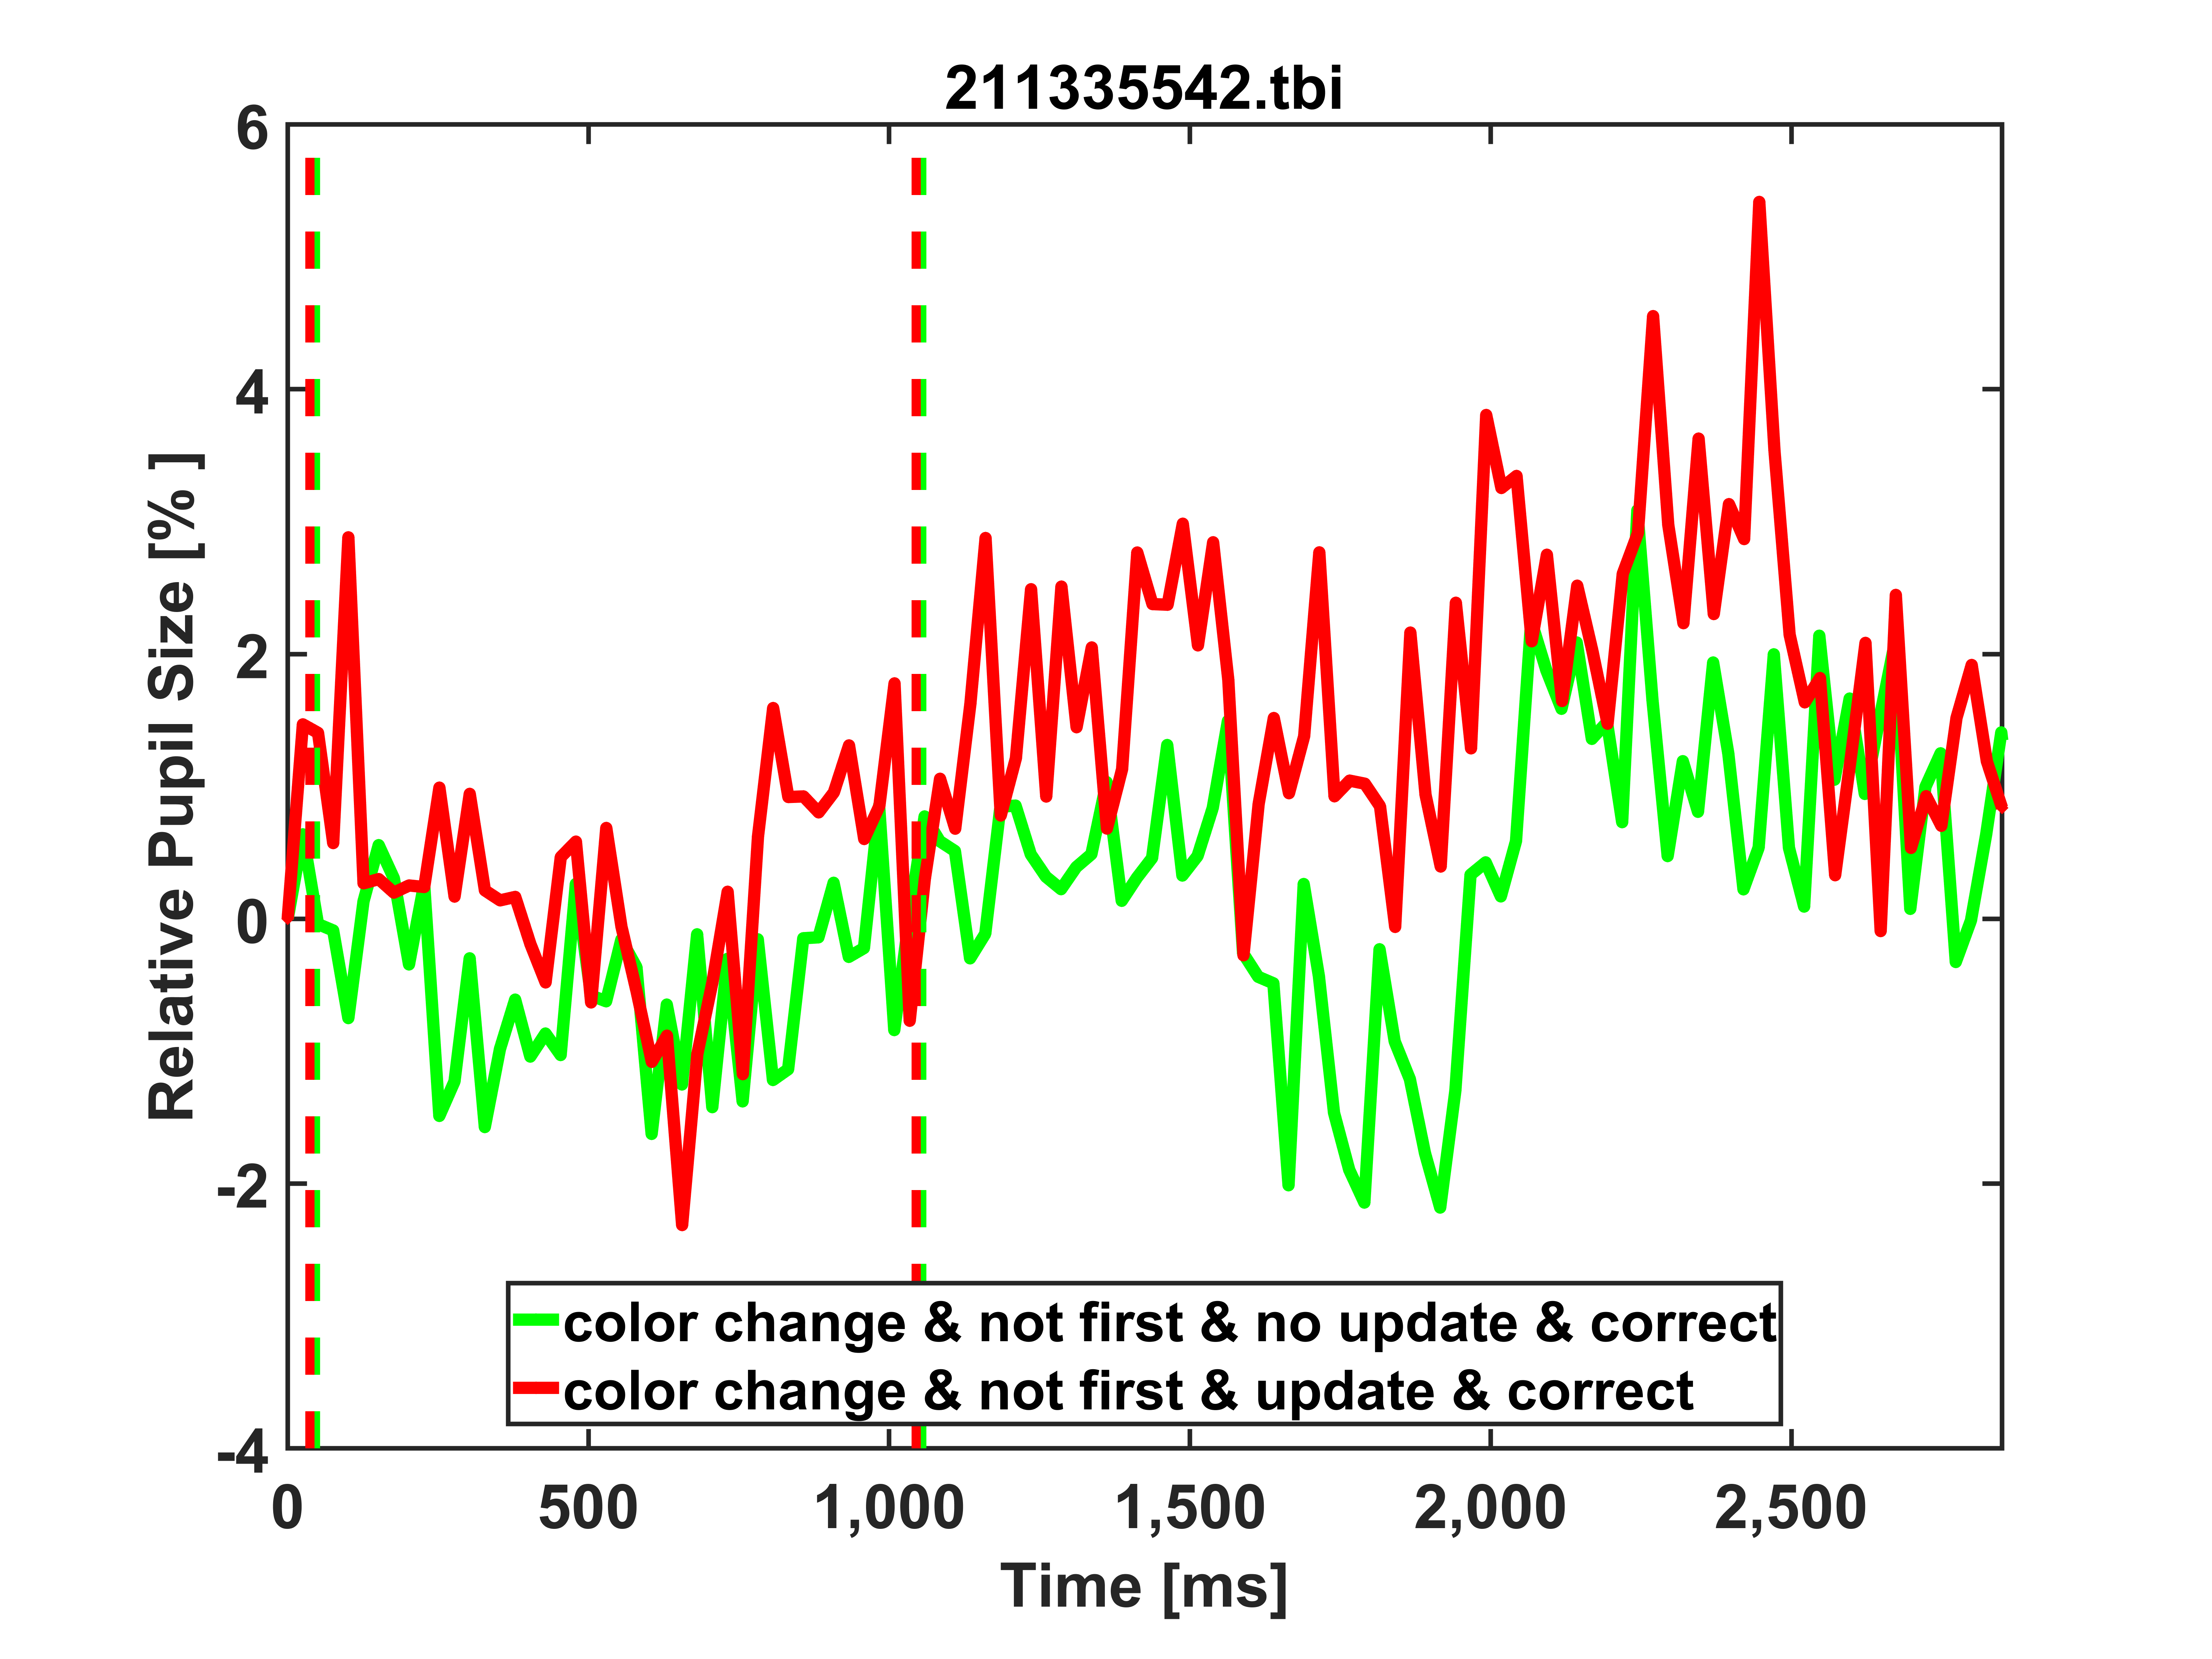 211335542.tbi
Relative Pupil Size [% ]
6
4
2
0
-2
-4
color change & not first & no update & correct
color change & not first & update & correct
0 500 1,000 1,500 2,000 2,500
Time [ms]